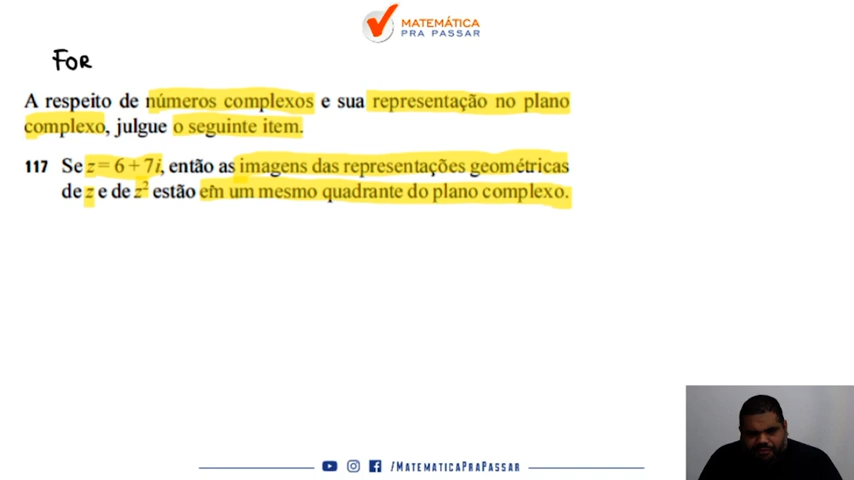 MATEMÁTICA
PRA PASSAR
FOR
A respeito de números complexos e sua representação no plano
complexo, julgue o seguinte item.
117 Se z = 6 + 7i, então as imagens das representações geométricas
de z e de z² estão em um mesmo quadrante do plano complexo.
/MATEMATICAPRAPASSAR